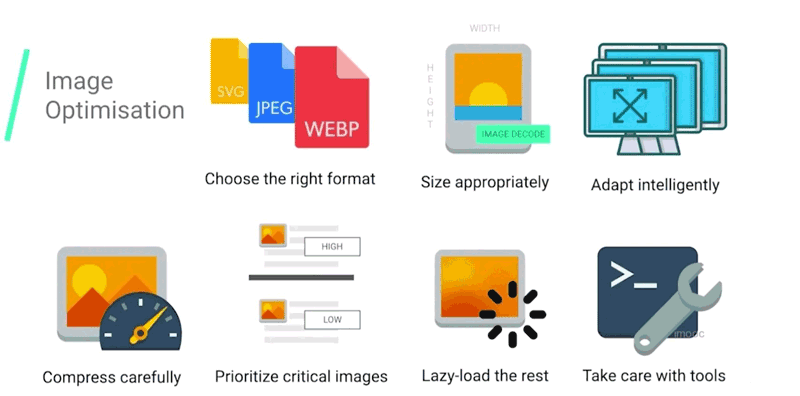 Image
Optimisation
SVG
JPEG
WEBP
Choose the right format
WIDTH
HEIGHT
IMAGE DECODE
Size appropriately
Adapt intelligently
Compress carefully
HIGH
LOW
Prioritize critical images
Lazy-load the rest
>_
imooc
Take care with tools